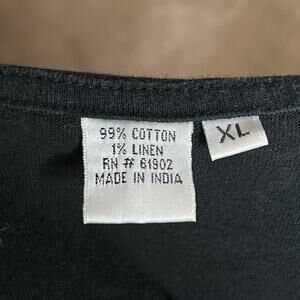 99% COTTON
1% LINEN
RN # 61902
MADE IN INDIA
XL